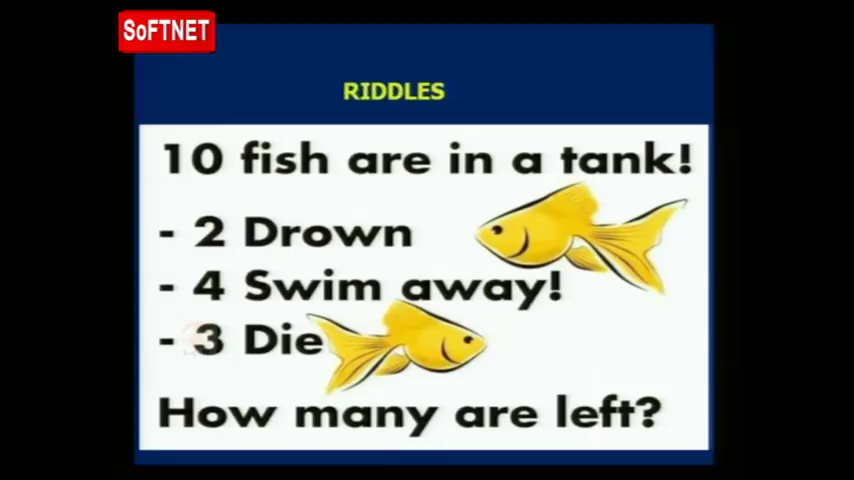 SoFTNET
RIDDLES
10 fish are in a tank!
- 2 Drown
- 4 Swim away!
- 3 Die
How many are left?